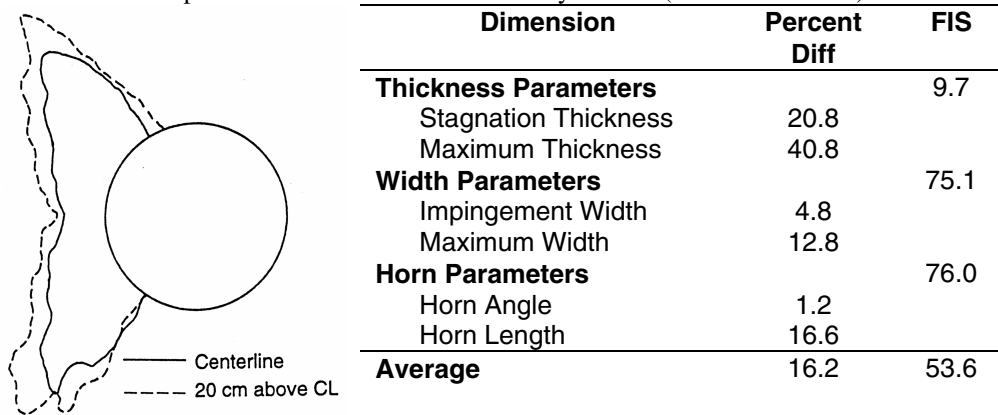 Dimension Percent Diff FIS
Thickness Parameters 9.7
Stagnation Thickness 20.8
Maximum Thickness 40.8
Width Parameters 75.1
Impingement Width 4.8
Maximum Width 12.8
Horn Parameters 76.0
Horn Angle 1.2
Horn Length 16.6
Average 16.2 53.6
Centerline
20 cm above CL